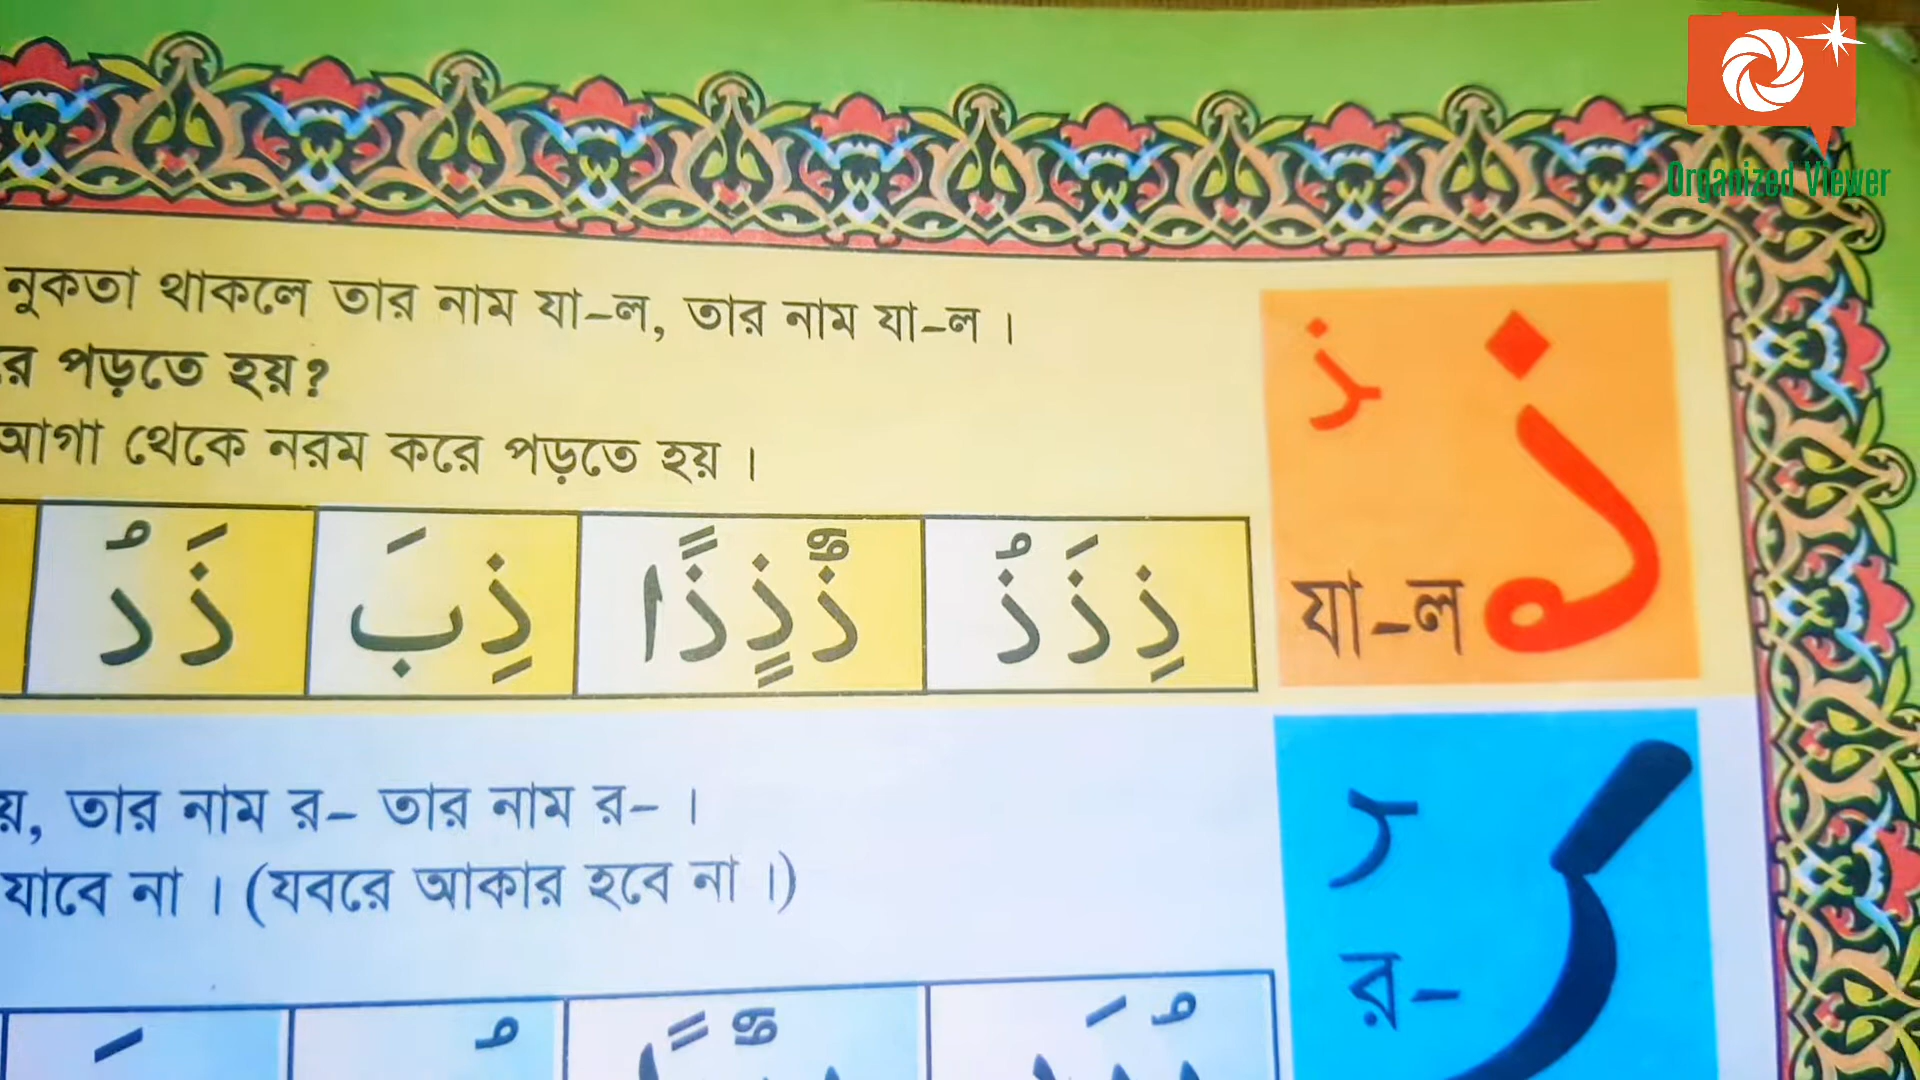 Organized Viewer
নুকতা থাকলে তার নাম যা-ল, তার নাম যা-ল ।
র পড়তে হয়?
আগা থেকে নরম করে পড়তে হয় ।
ذ
যা-ল
ذِذَذُ
ذٌذٍذًا
ذِبَ
ذَدُ
য়, তার নাম র- তার নাম র- ।
যাবে না । (যবরে আকার হবে না ।)
ر
র-